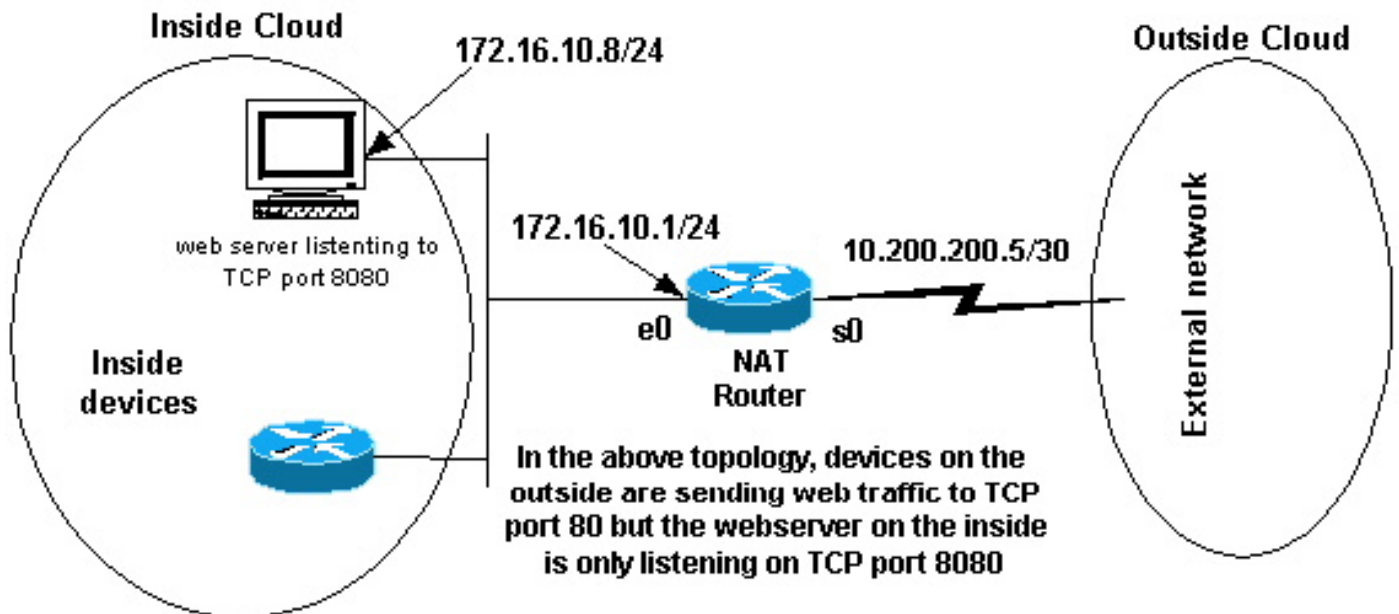 Inside Cloud
172.16.10.8/24
Outside Cloud
web server listenting to
TCP port 8080
172.16.10.1/24
10.200.200.5/30
e0
s0
NAT
Router
External network
Inside
devices
In the above topology, devices on the
outside are sending web traffic to TCP
port 80 but the webserver on the inside
is only listening on TCP port 8080